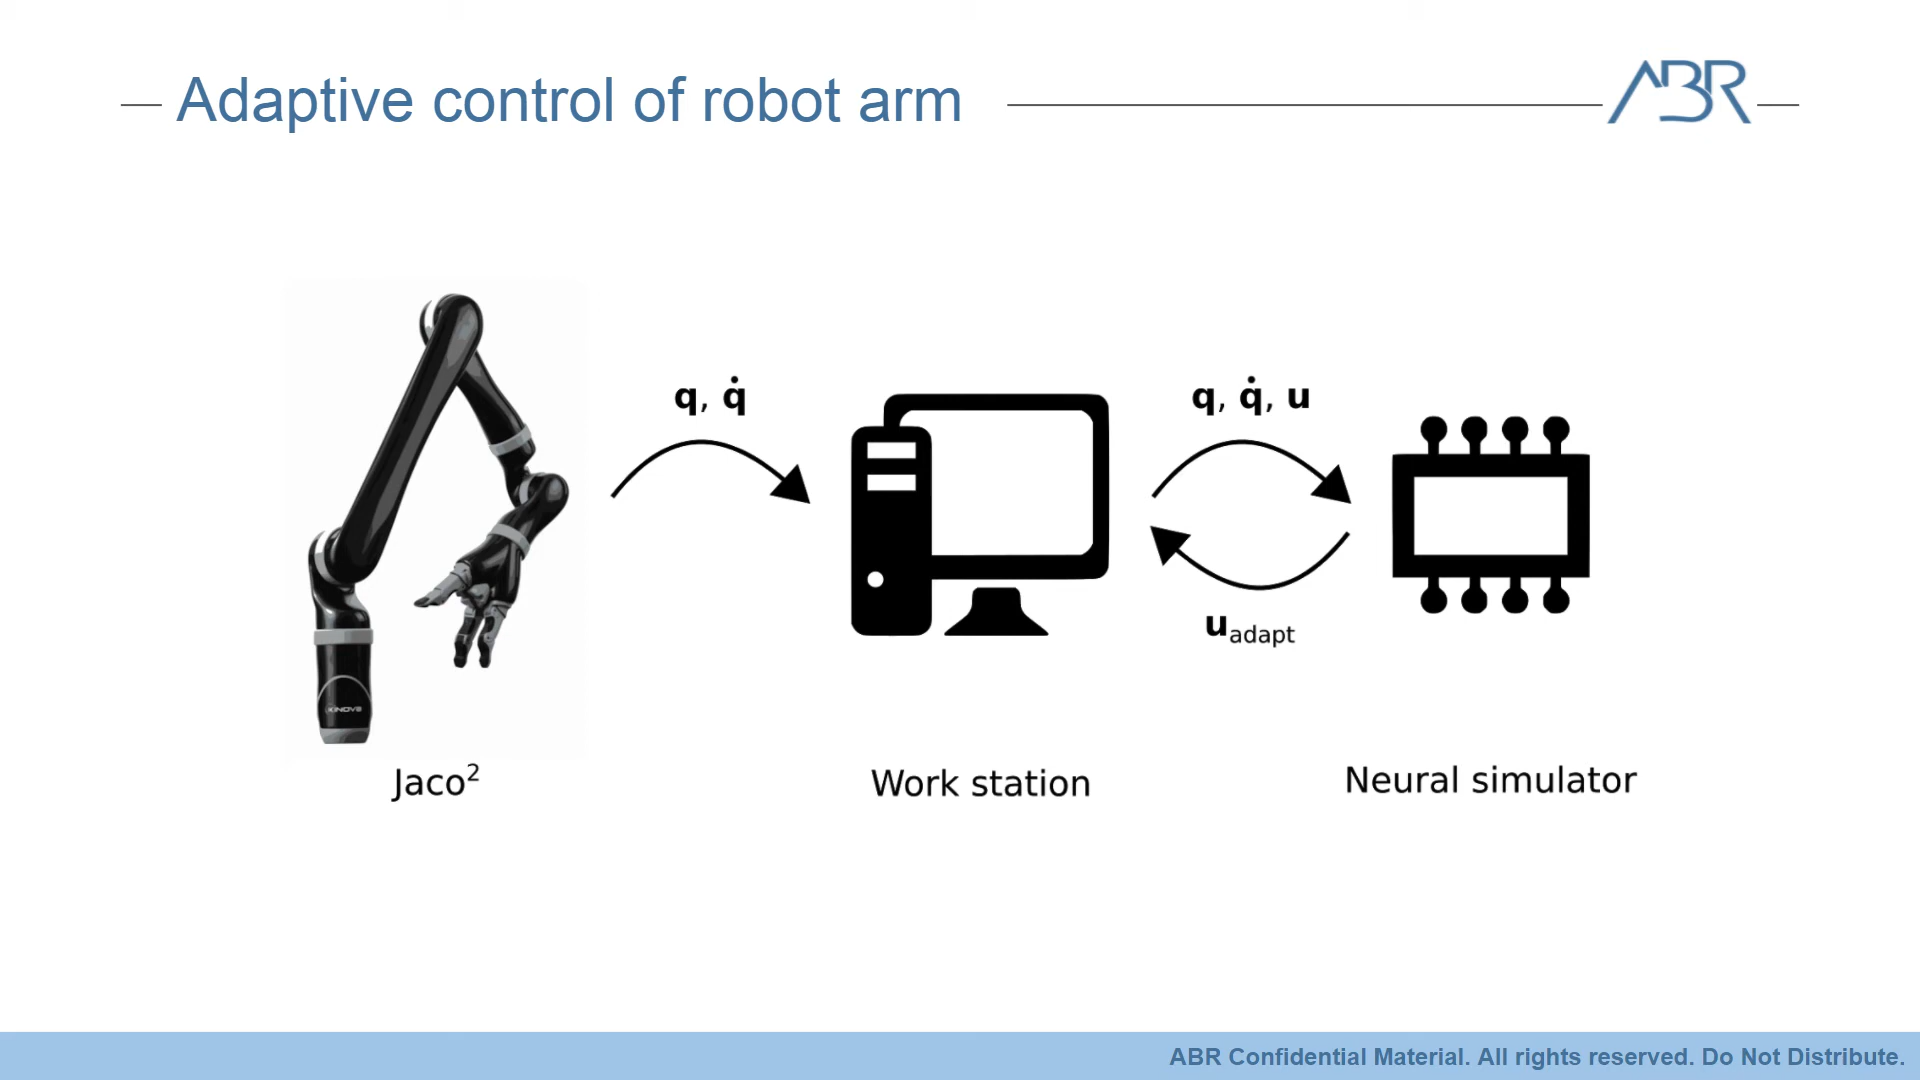 Adaptive control of robot arm
ABR
q, q̇
q, q̇, u
u_adapt
KINOVA
Jaco²
Work station
Neural simulator
ABR Confidential Material. All rights reserved. Do Not Distribute.